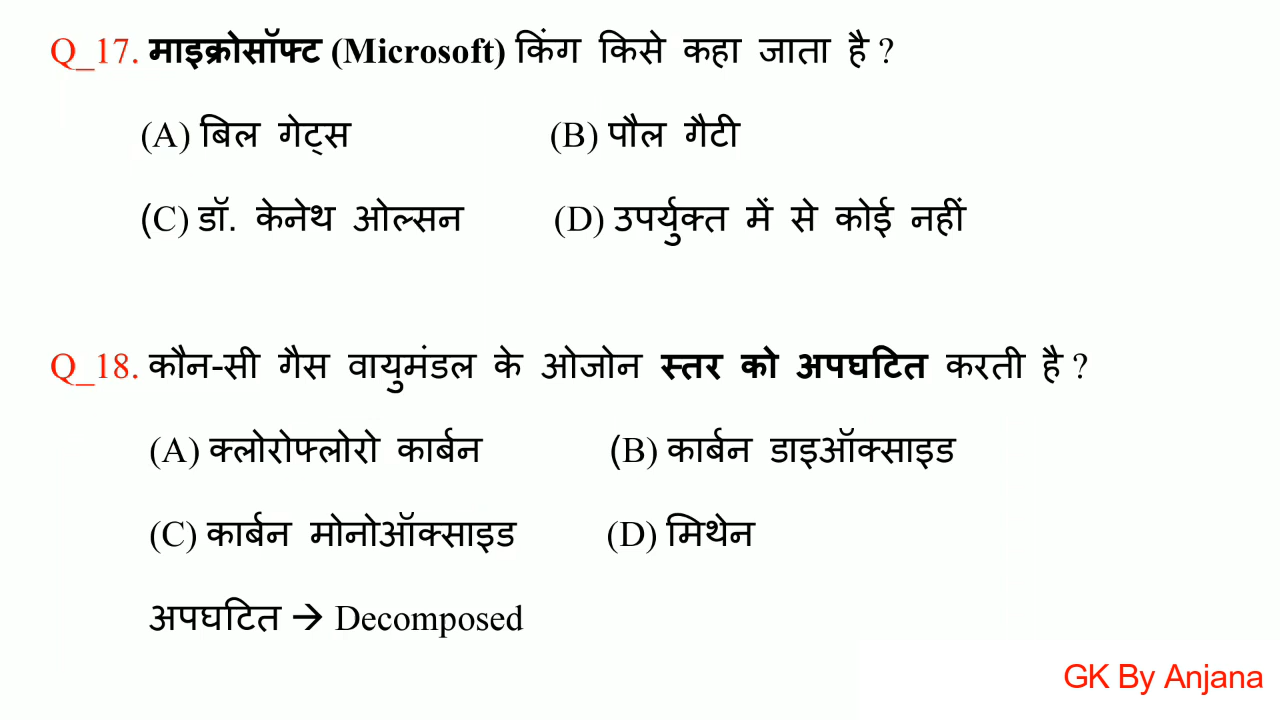 Q_17. माइक्रोसॉफ्ट (Microsoft) किंग किसे कहा जाता है ?
(A) बिल गेट्स (B) पौल गैटी
(C) डॉ. केनेथ ओल्सन (D) उपर्युक्त में से कोई नहीं
Q_18. कौन-सी गैस वायुमंडल के ओजोन स्तर को अपघटित करती है ?
(A) क्लोरोफ्लोरो कार्बन (B) कार्बन डाइऑक्साइड
(C) कार्बन मोनोऑक्साइड (D) मिथेन
अपघटित → Decomposed
GK By Anjana